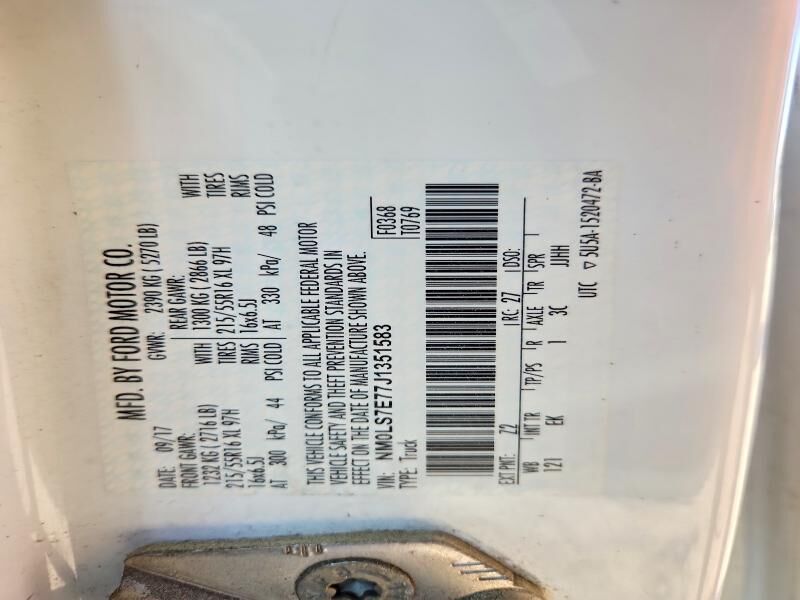 MFD. BY FORD MOTOR CO.
DATE: 09/17 GVWR: 2390 KG ( 5270 LB)
FRONT GAWR: REAR GAWR:
1232 KG ( 2716 LB) WITH 1300 KG ( 2866 LB) WITH
215/55R16 XL 97H TIRES 215/55R16 XL 97H TIRES
16x6.5J RIMS 16x6.5J RIMS
AT 300 kPa/ 44 PSI COLD AT 330 kPa/ 48 PSI COLD
THIS VEHICLE CONFORMS TO ALL APPLICABLE FEDERAL MOTOR
VEHICLE SAFETY AND THEFT PREVENTION STANDARDS IN
EFFECT ON THE DATE OF MANUFACTURE SHOWN ABOVE.
VIN: NM0LS7E77J1351583 F0368
TYPE: Truck T0769
EXT PNT: Z2 RC: 27 DSO:
WB INT TR TP/PS R AXLE TR SPR
121 EK 1 3C JJHH
UTC ▽ 5U5A-1520472-BA